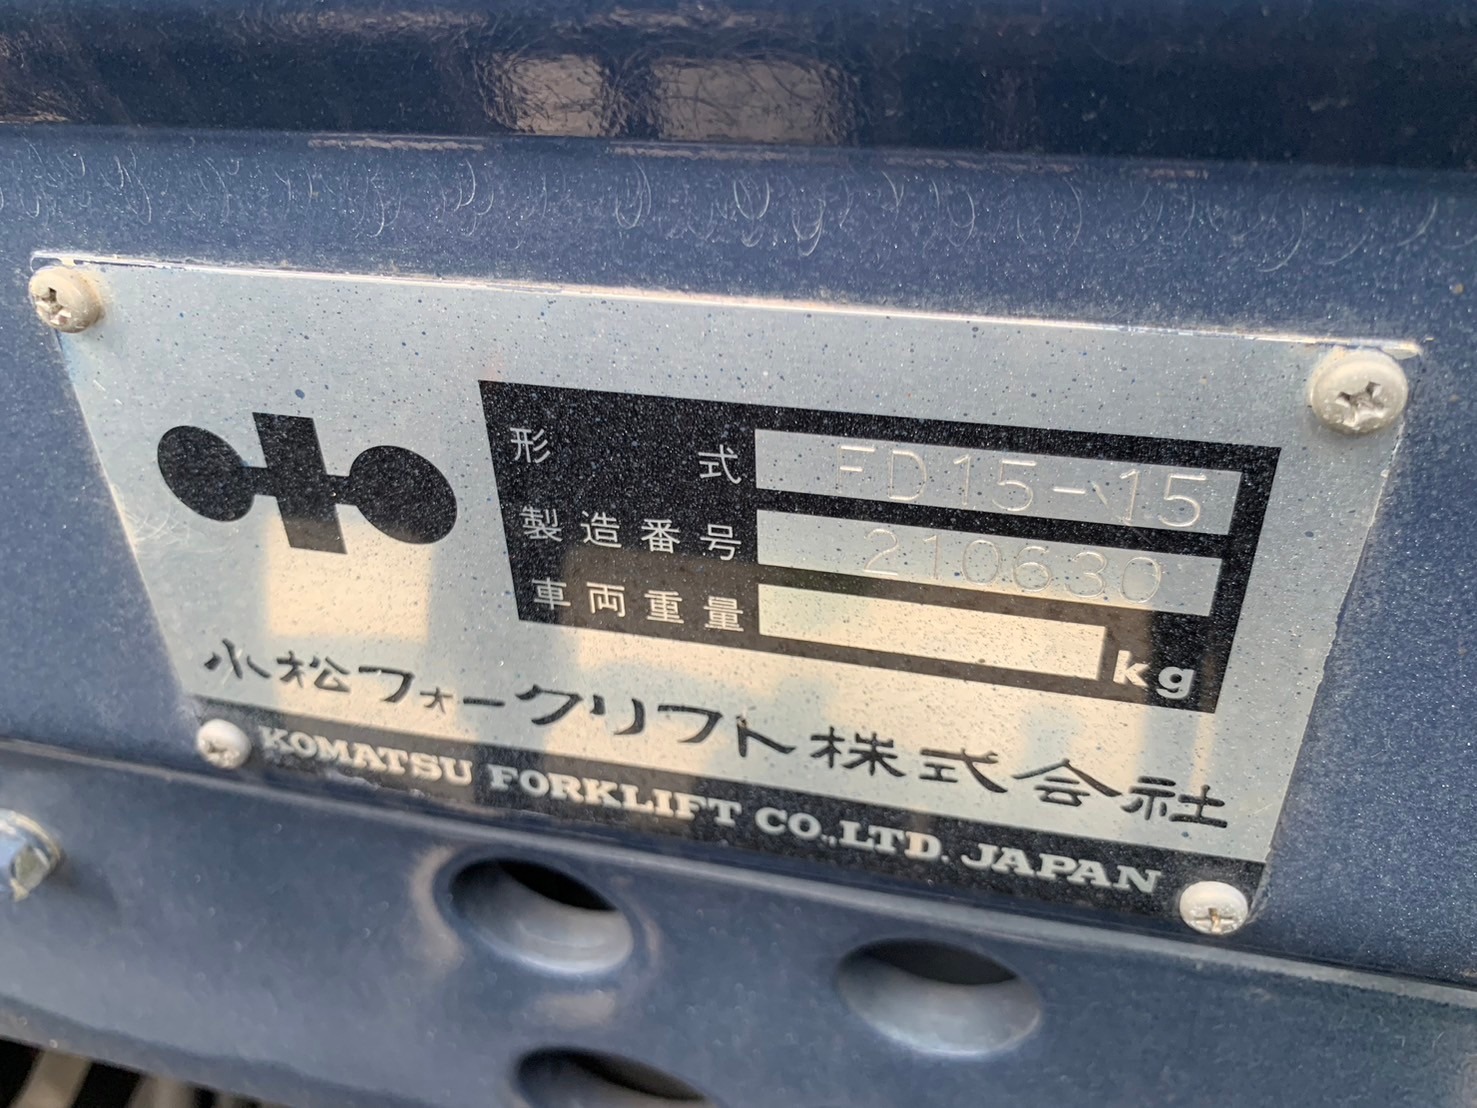 形式 FD15-15
製造番号 210630
車両重量 kg
小松フォークリフト株式会社
KOMATSU FORKLIFT CO.,LTD. JAPAN